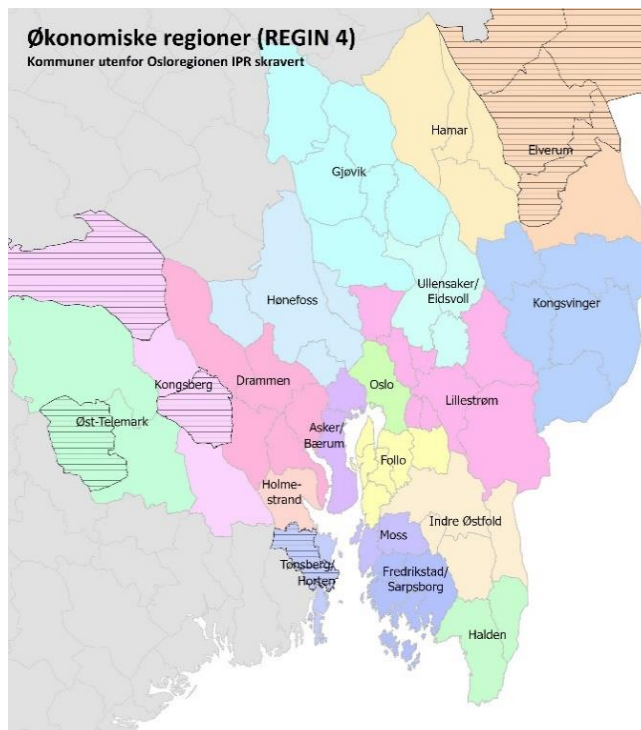 Økonomiske regioner (REGIN 4)
Kommuner utenfor Osloregionen IPR skravert
Hamar
Elverum
Gjøvik
Ullensaker/
Eidsvoll
Kongsvinger
Hønefoss
Kongsberg
Drammen
Oslo
Lillestrøm
Øst-Telemark
Asker/
Bærum
Follo
Holme-
strand
Indre Østfold
Moss
Tønsberg/
Horten
Fredrikstad/
Sarpsborg
Halden